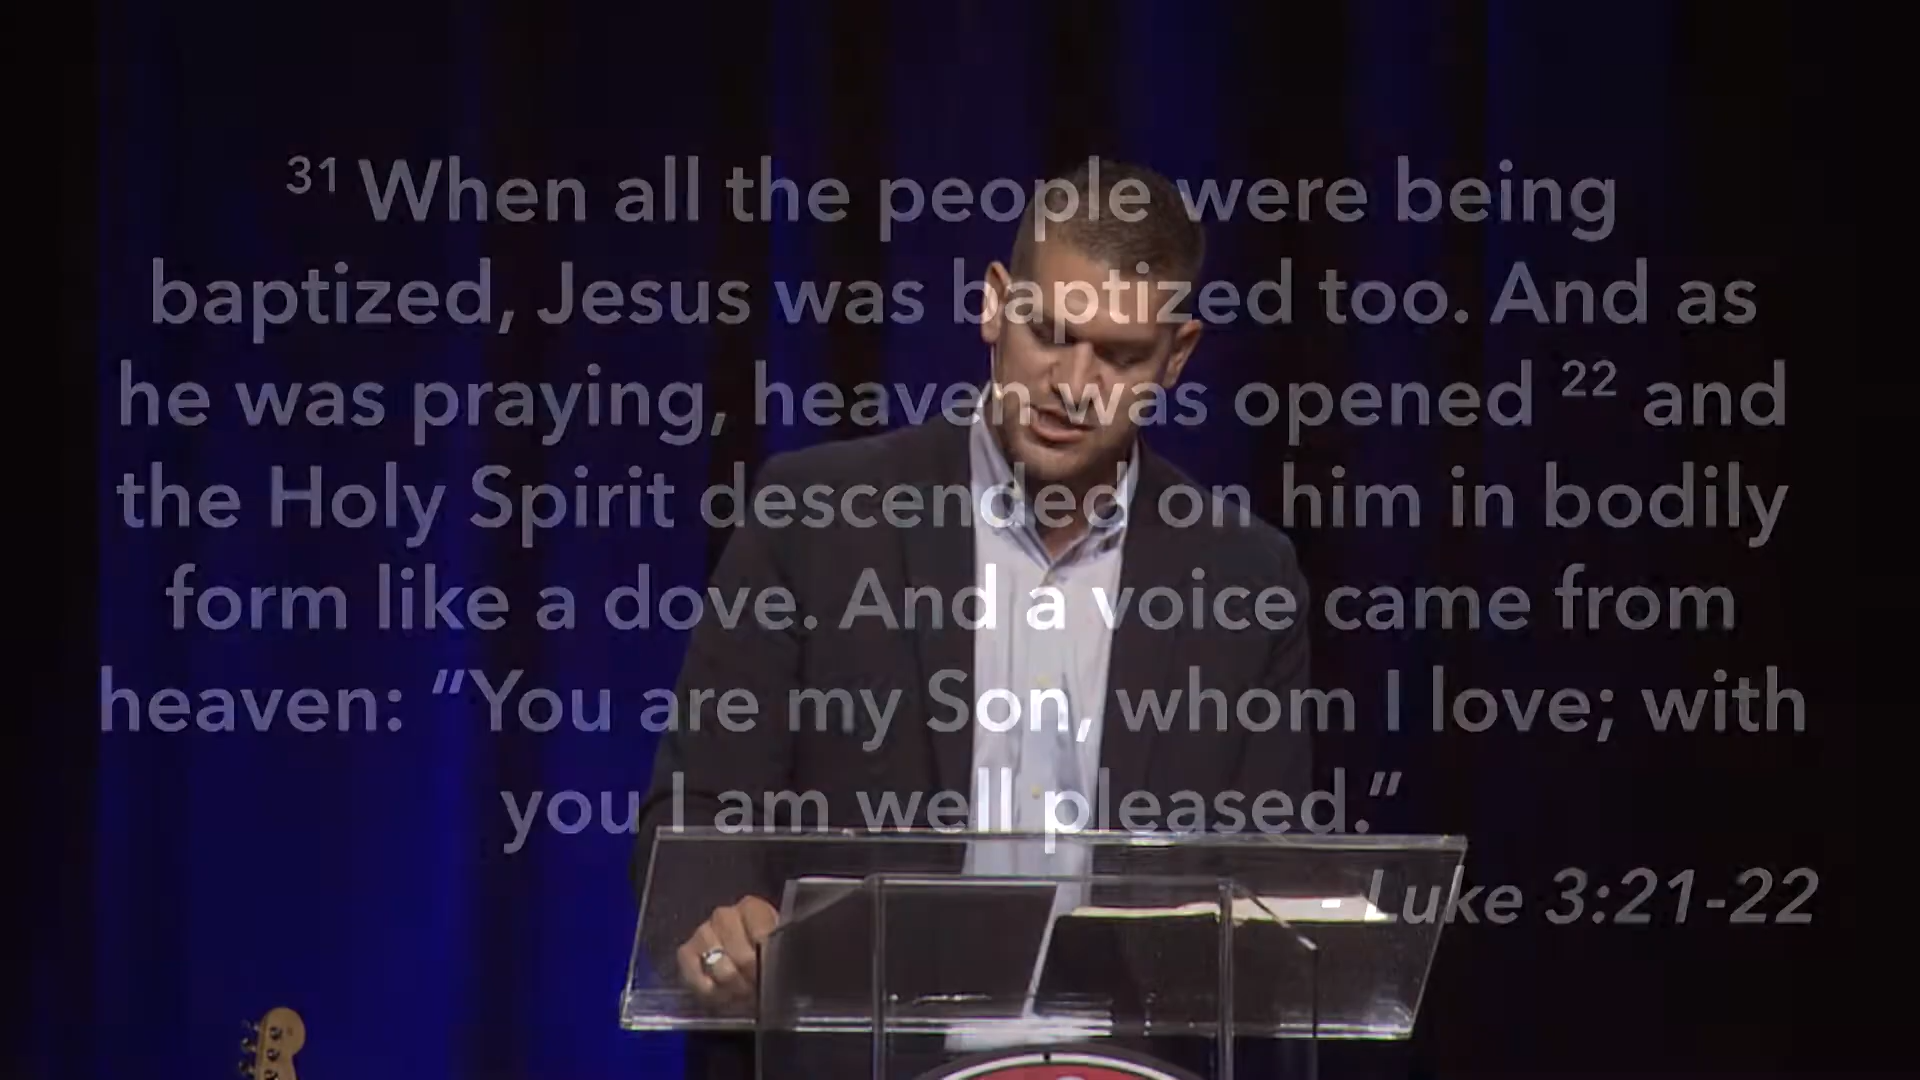 31 When all the people were being
baptized, Jesus was baptized too. And as
he was praying, heaven was opened 22 and
the Holy Spirit descended on him in bodily
form like a dove. And a voice came from
heaven: “You are my Son, whom I love; with
you I am well pleased.”
- Luke 3:21-22